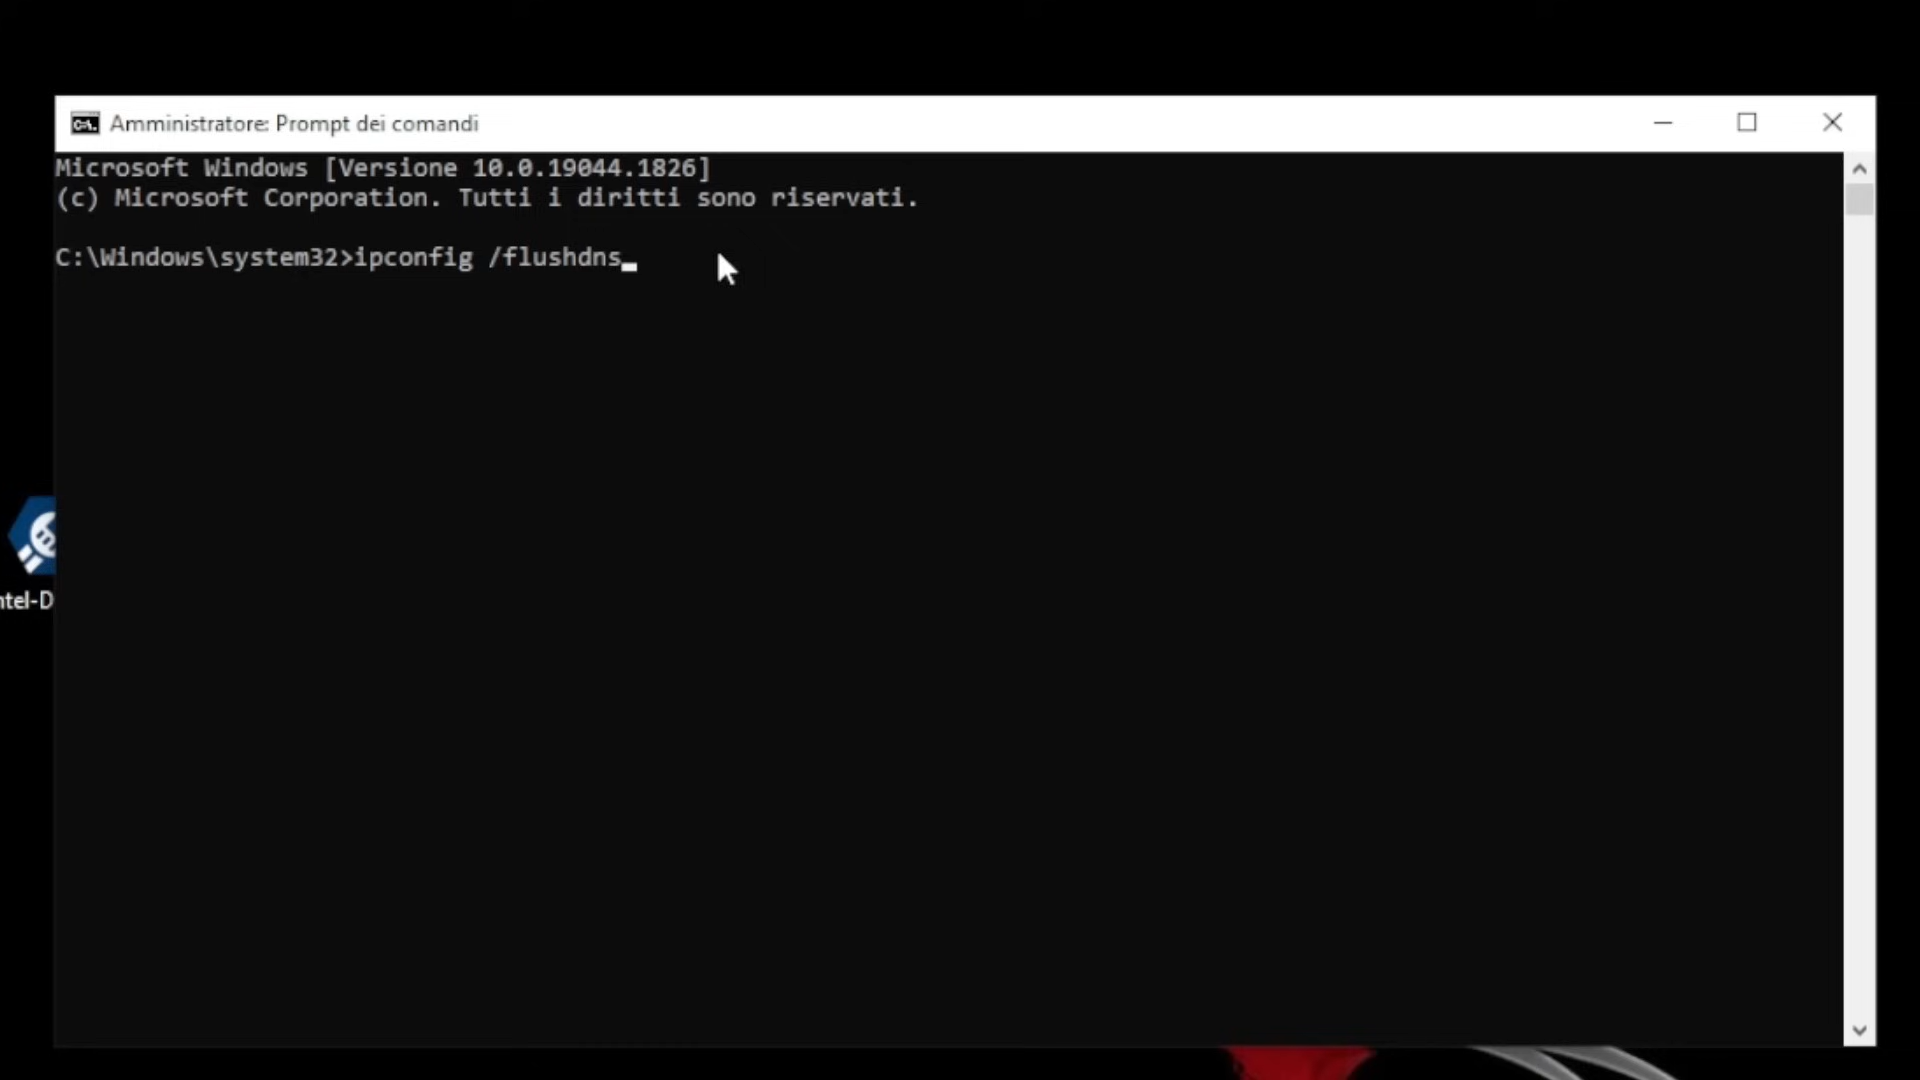 Amministratore: Prompt dei comandi
Microsoft Windows [Versione 10.0.19044.1826]
(c) Microsoft Corporation. Tutti i diritti sono riservati.
C:\Windows\system32>ipconfig /flushdns
ntel-D